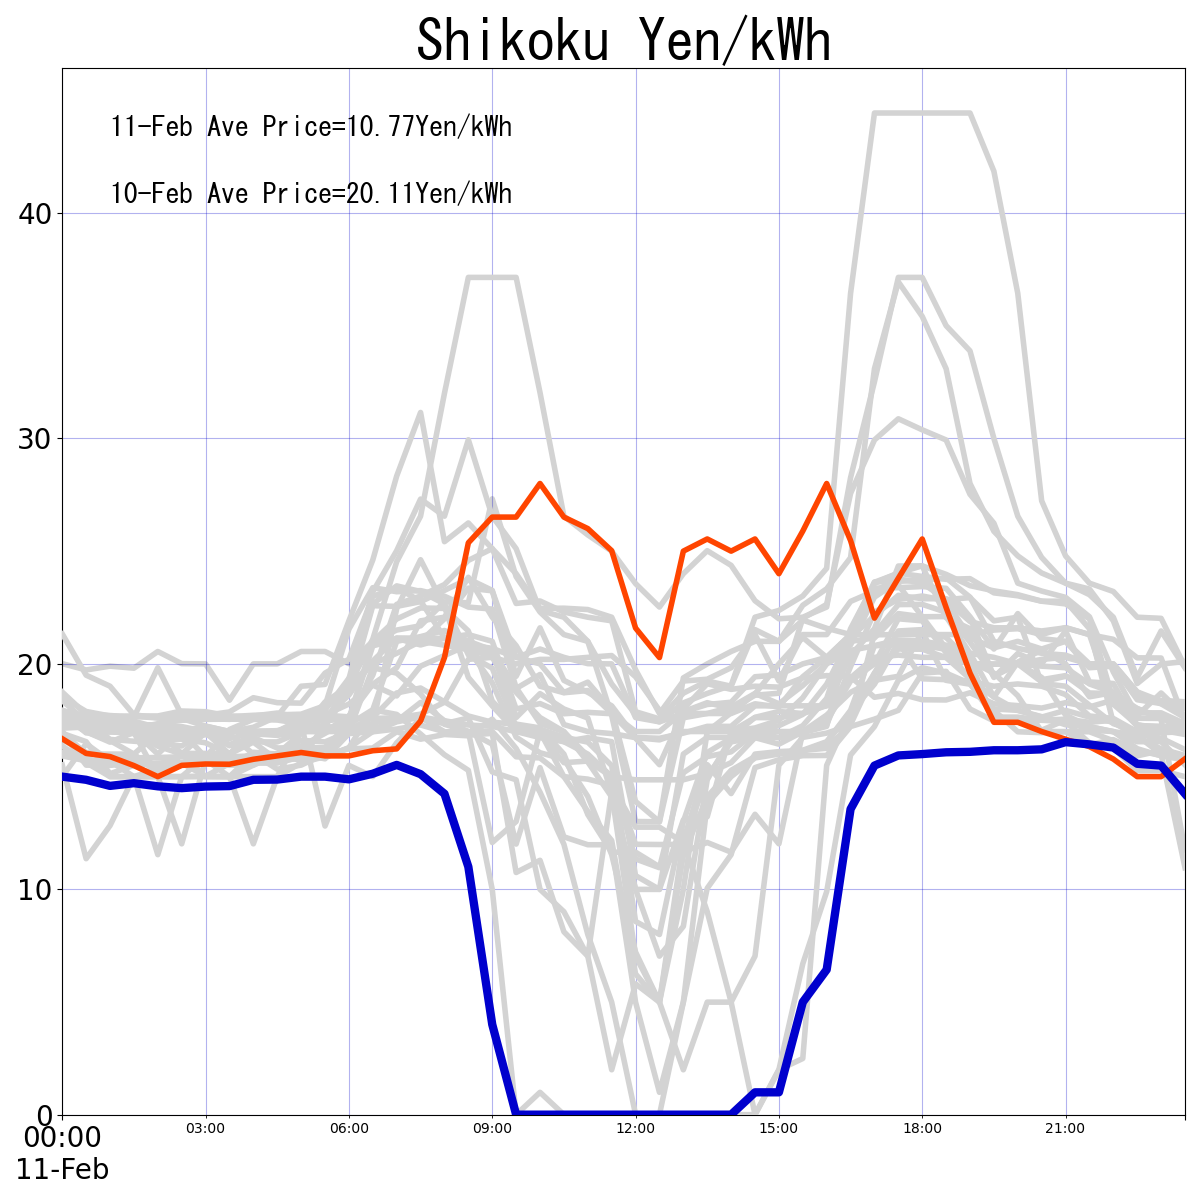 Shikoku Yen/kWh
11-Feb Ave Price=10.77Yen/kWh
10-Feb Ave Price=20.11Yen/kWh
40
30
20
10
0
00:00 03:00 06:00 09:00 12:00 15:00 18:00 21:00
11-Feb